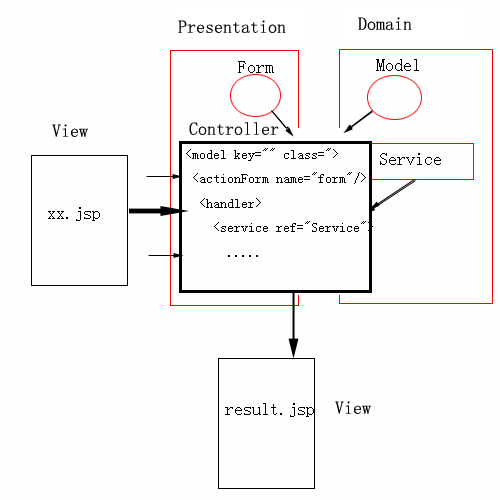 Presentation
Domain
Form
Model
View
Controller
<model key="" class=">
<actionForm name="form"/>
<handler>
<service ref="Service">
.....
Service
xx.jsp
result.jsp
View